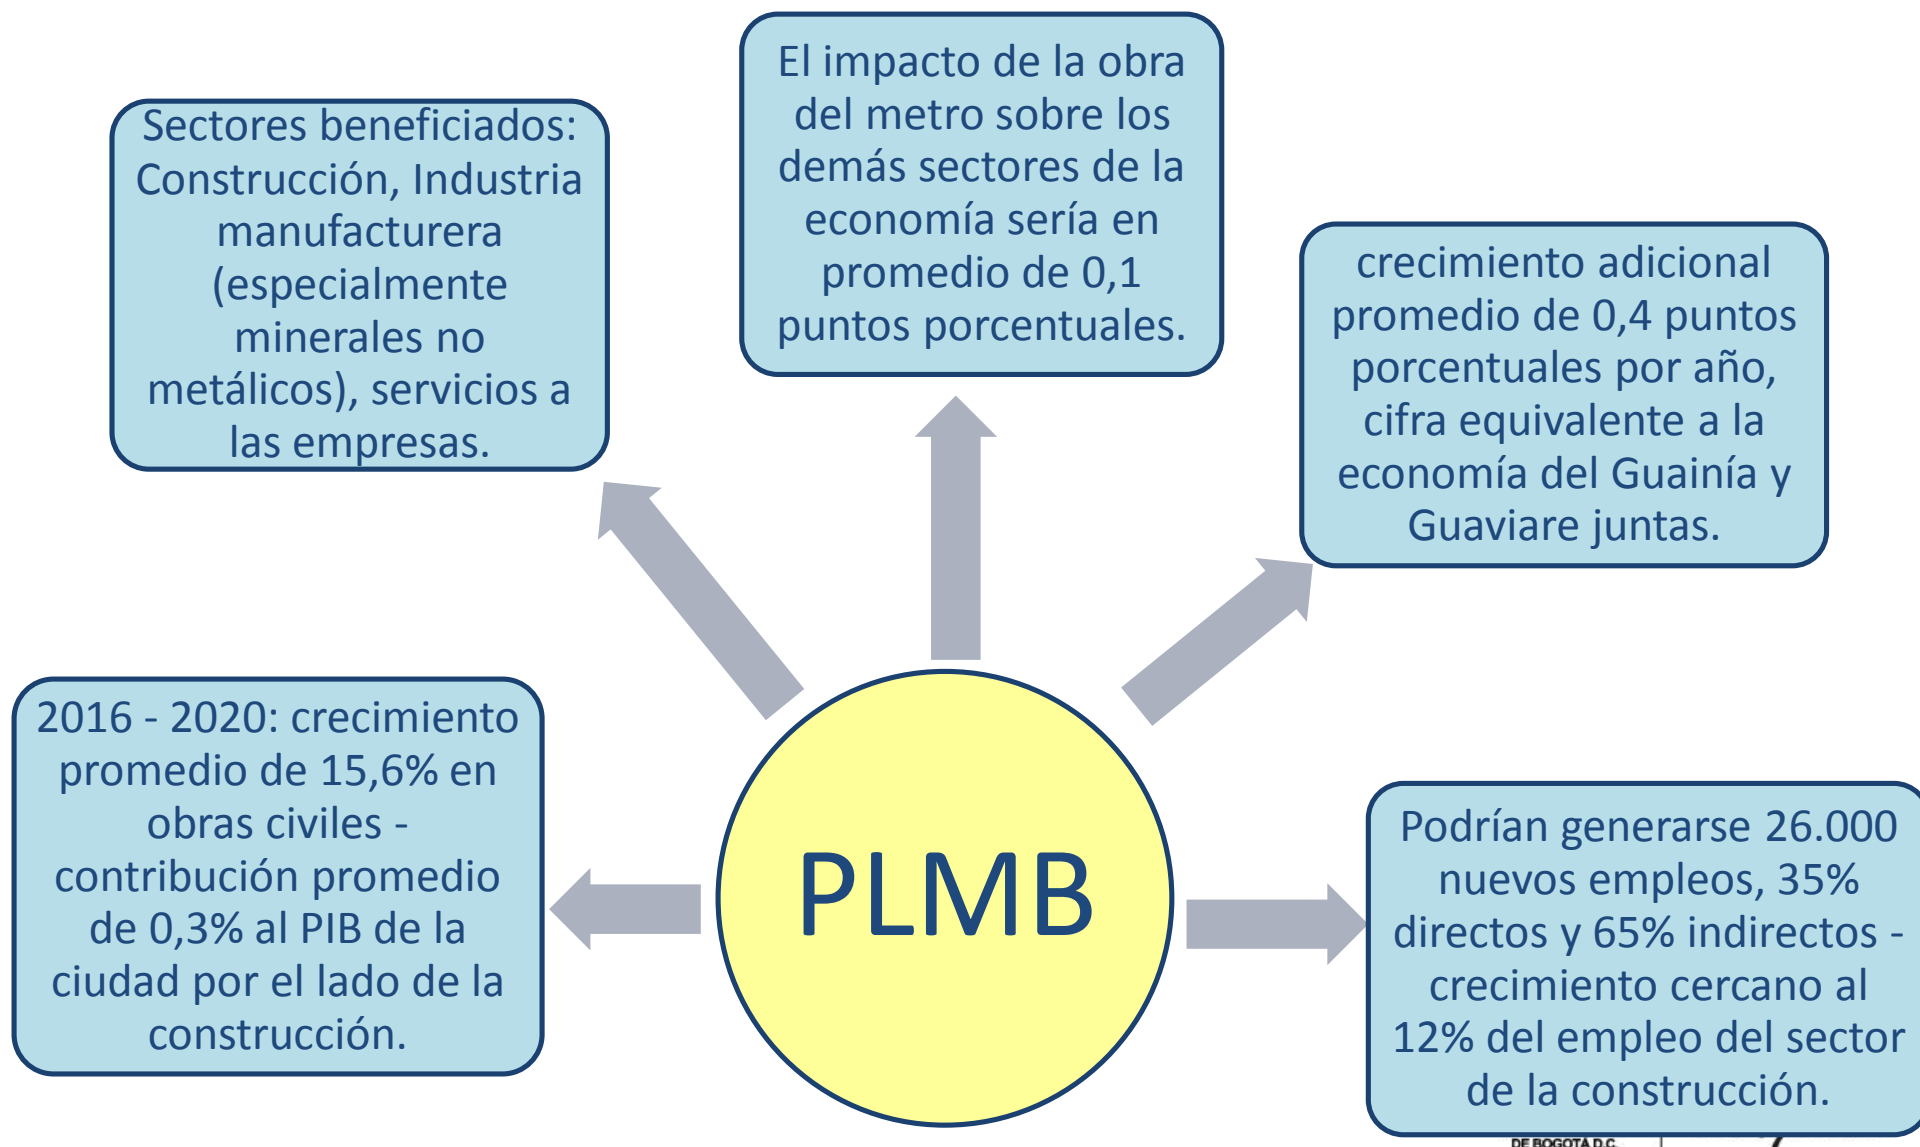 El impacto de la obra
del metro sobre los
demás sectores de la
economía sería en
promedio de 0,1
puntos porcentuales.
Sectores beneficiados:
Construcción, Industria
manufacturera
(especialmente
minerales no
metálicos), servicios a
las empresas.
crecimiento adicional
promedio de 0,4 puntos
porcentuales por año,
cifra equivalente a la
economía del Guainía y
Guaviare juntas.
2016 - 2020: crecimiento
promedio de 15,6% en
obras civiles -
contribución promedio
de 0,3% al PIB de la
ciudad por el lado de la
construcción.
PLMB
Podrían generarse 26.000
nuevos empleos, 35%
directos y 65% indirectos -
crecimiento cercano al
12% del empleo del sector
de la construcción.
DE BOGOTÁ D.C.